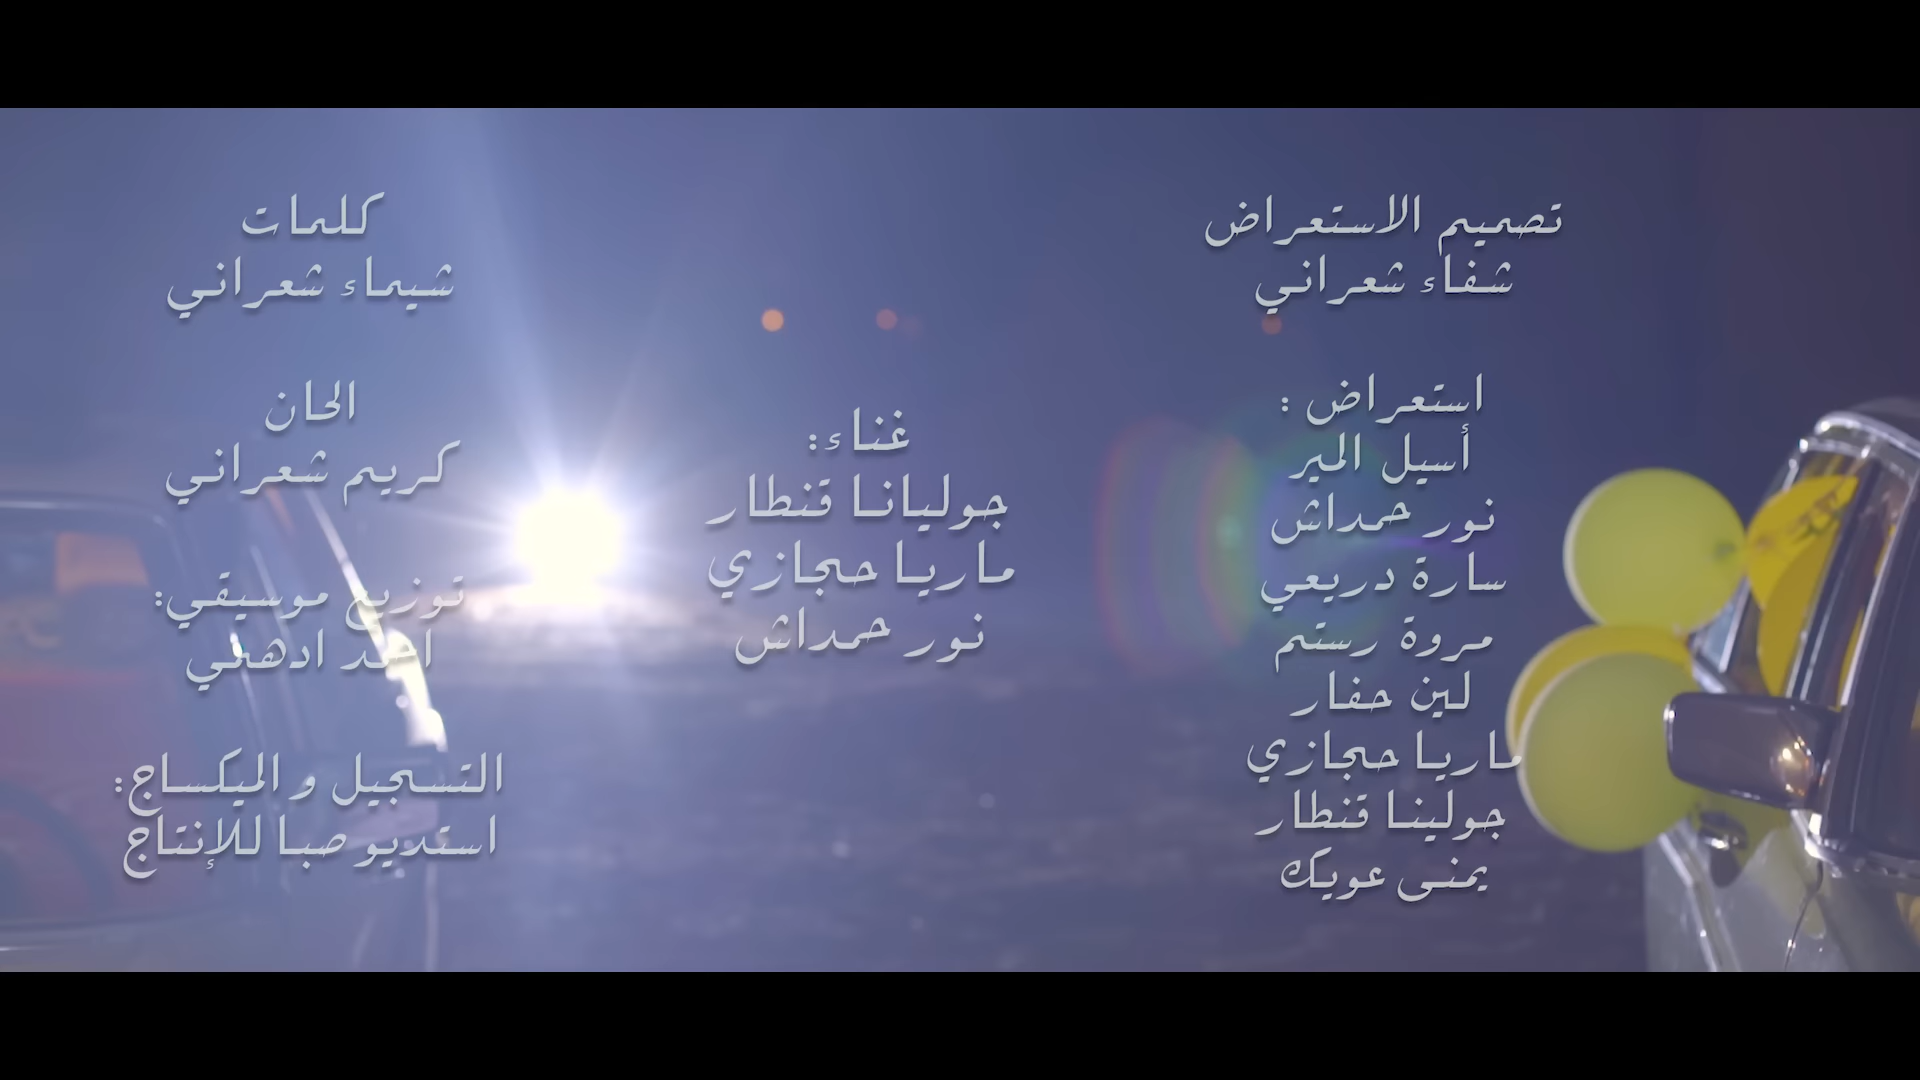 تصميم الاستعراض
شفاء شعراني
استعراض :
أسيل المير
نور حمداش
سارة دريعي
مروة رستم
لين حفار
ماريا حجازي
جولينا قنطار
يمنى عويك
غناء:
جوليانا قنطار
ماريا حجازي
نور حمداش
كلمات
شيماء شعراني
الحان
كريم شعراني
توزيع موسيقي:
احمد ادهمي
التسجيل و الميكساج:
استديو صبا للإنتاج